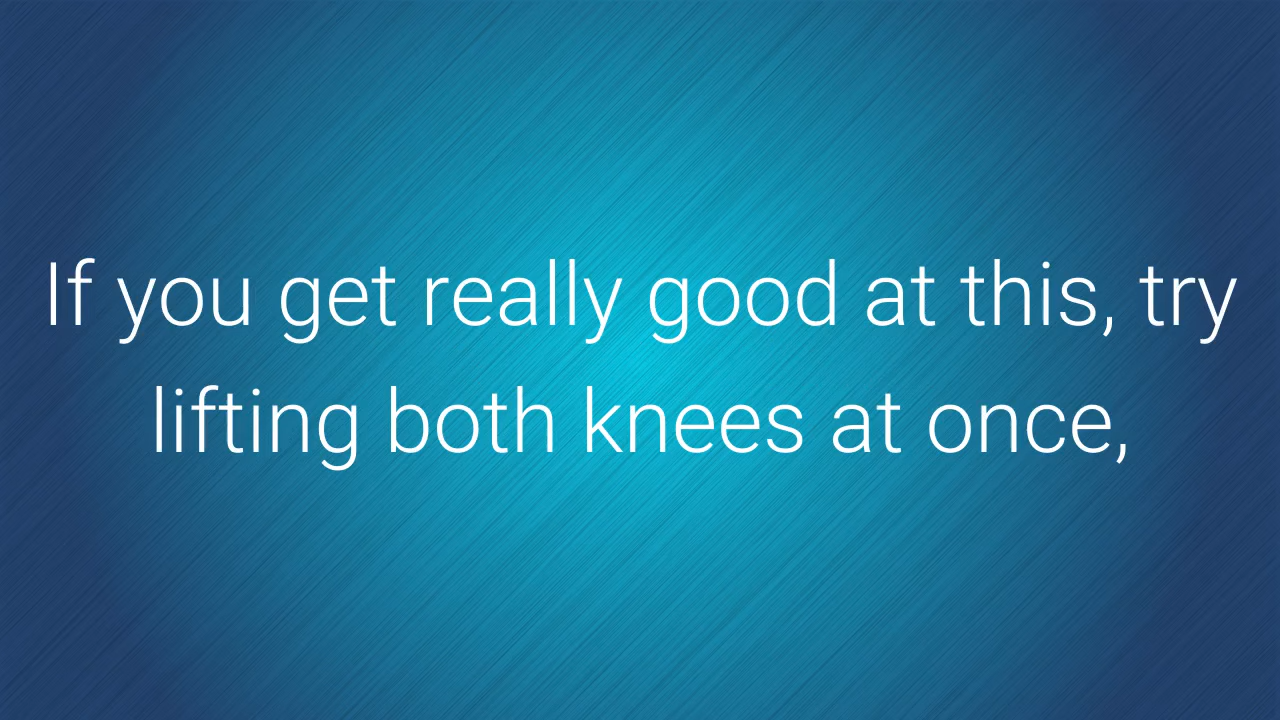 If you get really good at this, try
lifting both knees at once,